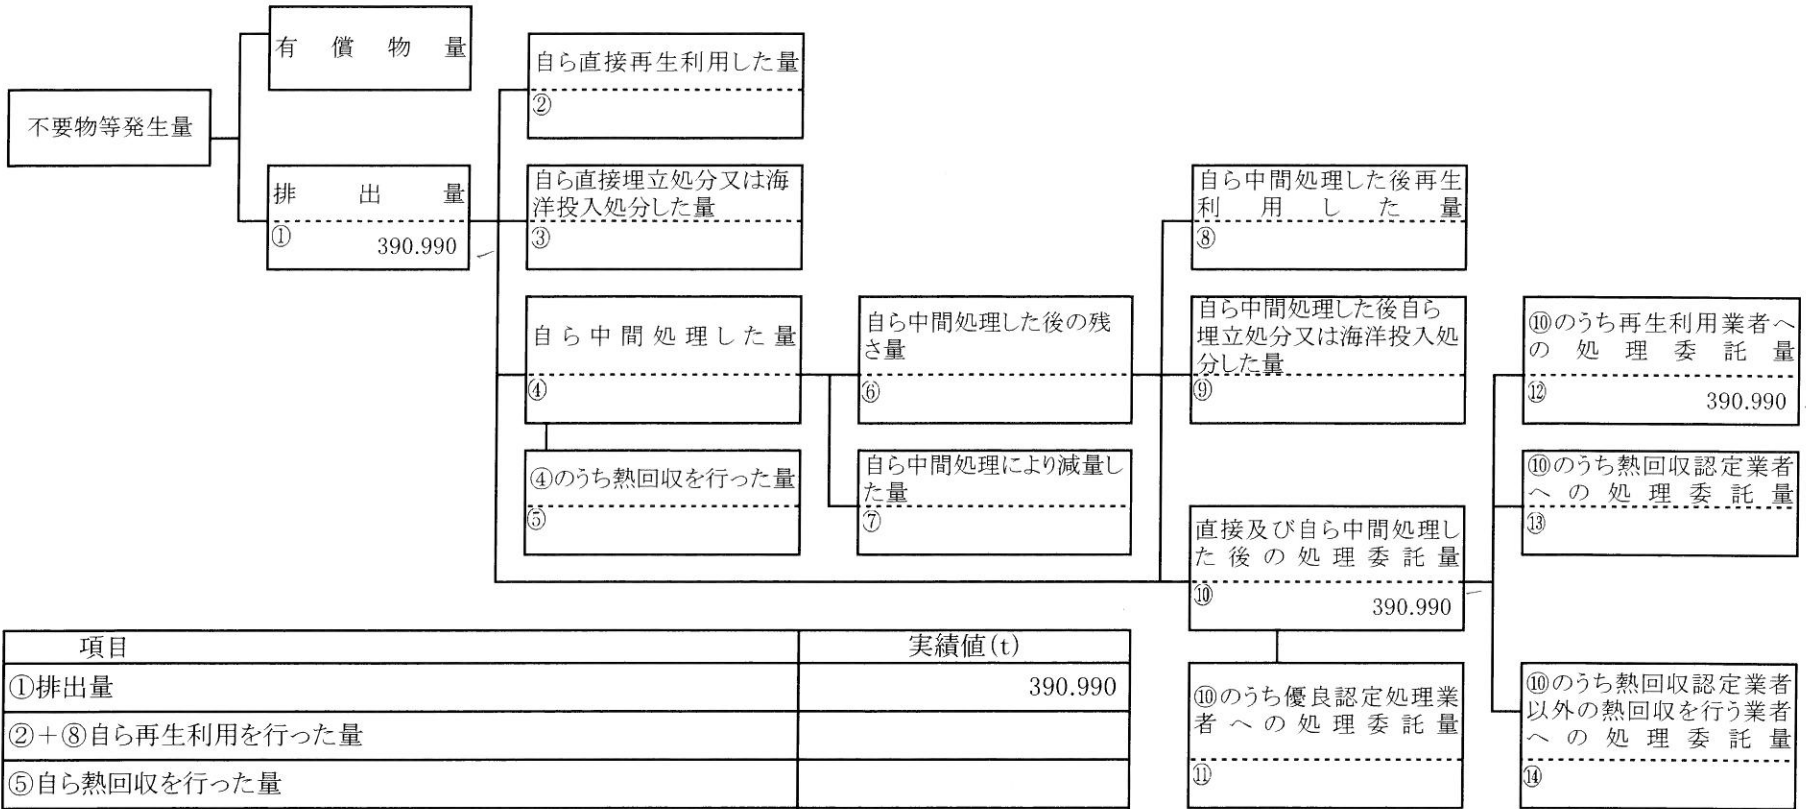 有償物量
不要物等発生量
排出量
①
390.990
自ら直接再生利用した量
②
自ら直接埋立処分又は海
洋投入処分した量
③
自ら中間処理した量
④
④のうち熱回収を行った量
⑤
自ら中間処理した後の残
さ量
⑥
自ら中間処理により減量し
た量
⑦
自ら中間処理した後再生
利用した量
⑧
自ら中間処理した後自ら
埋立処分又は海洋投入処
分した量
⑨
直接及び自ら中間処理し
た後の処理委託量
⑩
390.990
⑩のうち優良認定処理業
者への処理委託量
⑪
⑩のうち再生利用業者へ
の処理委託量
⑫
390.990
⑩のうち熱回収認定業者
への処理委託量
⑬
⑩のうち熱回収認定業者
以外の熱回収を行う業者
への処理委託量
⑭
項目 実績値(t)
①排出量 390.990
②+⑧自ら再生利用を行った量
⑤自ら熱回収を行った量